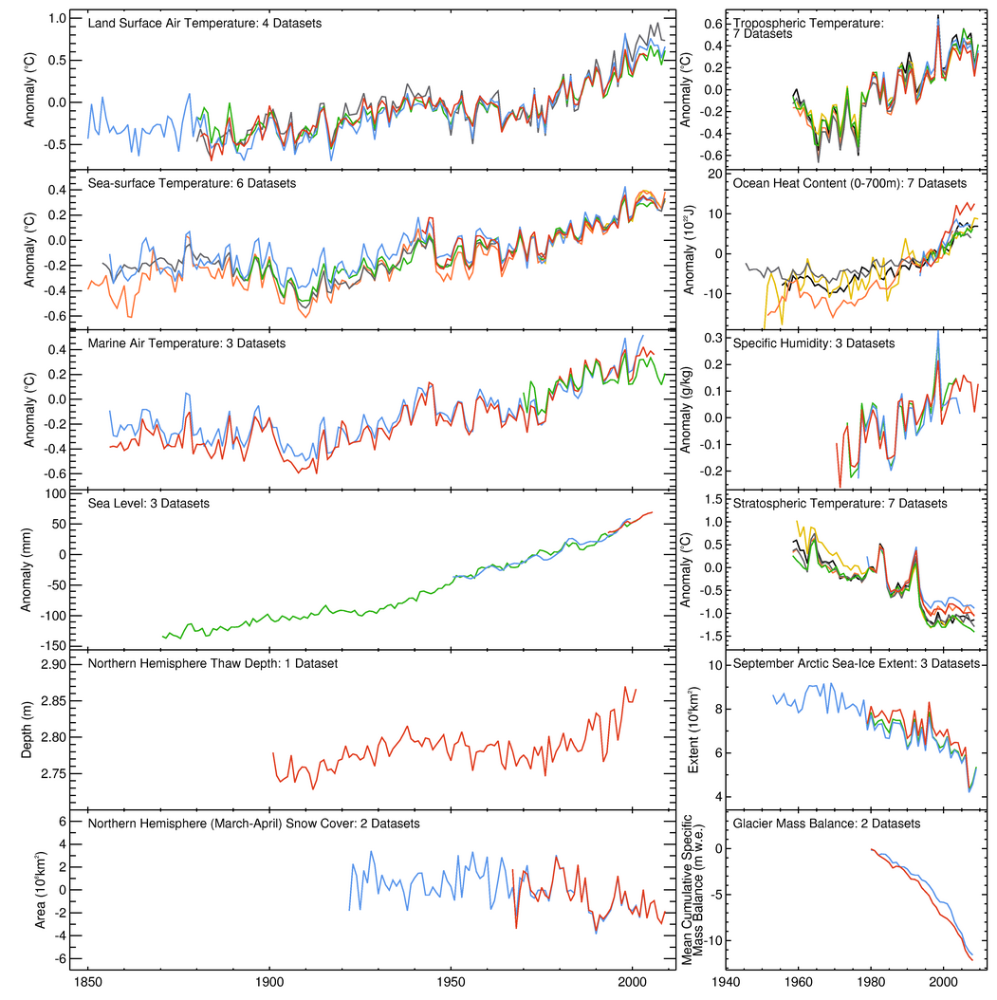 Land Surface Air Temperature: 4 Datasets
Anomaly (°C)
1.0
0.5
0.0
-0.5
Tropospheric Temperature:
7 Datasets
Anomaly (°C)
0.6
0.4
0.2
-0.0
-0.2
-0.4
-0.6
Sea-surface Temperature: 6 Datasets
Anomaly (°C)
0.4
0.2
0.0
-0.2
-0.4
-0.6
Ocean Heat Content (0-700m): 7 Datasets
Anomaly (10²²J)
20
10
0
-10
Marine Air Temperature: 3 Datasets
Anomaly (°C)
0.4
0.2
0.0
-0.2
-0.4
-0.6
Specific Humidity: 3 Datasets
Anomaly (g/kg)
0.3
0.2
0.1
0.0
-0.1
-0.2
Sea Level: 3 Datasets
Anomaly (mm)
100
50
0
-50
-100
-150
Stratospheric Temperature: 7 Datasets
Anomaly (°C)
1.5
1.0
0.5
0.0
-0.5
-1.0
-1.5
Northern Hemisphere Thaw Depth: 1 Dataset
Depth (m)
2.90
2.85
2.80
2.75
September Arctic Sea-Ice Extent: 3 Datasets
Extent (10⁶km²)
10
8
6
4
Northern Hemisphere (March-April) Snow Cover: 2 Datasets
Area (10⁶km²)
6
4
2
0
-2
-4
-6
Glacier Mass Balance: 2 Datasets
Mean Cumulative Specific
Mass Balance (m w.e.)
0
-5
-10
1850 1900 1950 2000
1940 1960 1980 2000